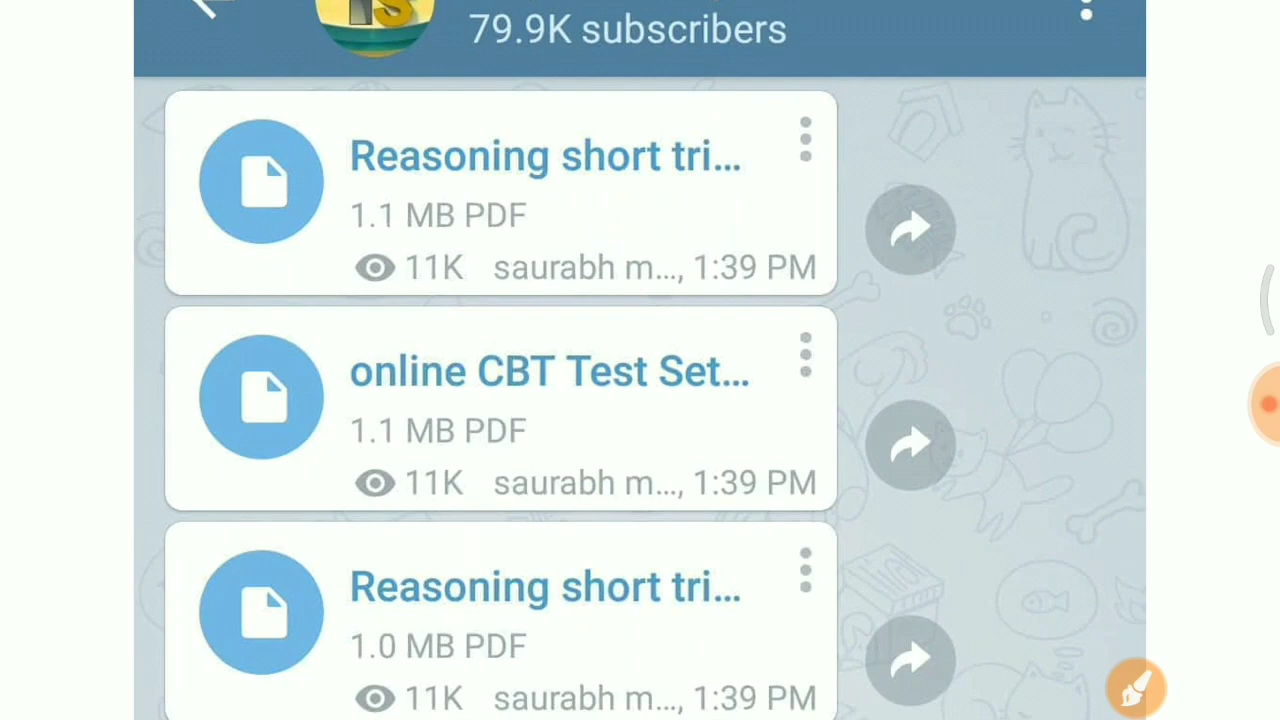 79.9K subscribers
Reasoning short tri...
1.1 MB PDF
11K saurabh m..., 1:39 PM
online CBT Test Set...
1.1 MB PDF
11K saurabh m..., 1:39 PM
Reasoning short tri...
1.0 MB PDF
11K saurabh m..., 1:39 PM